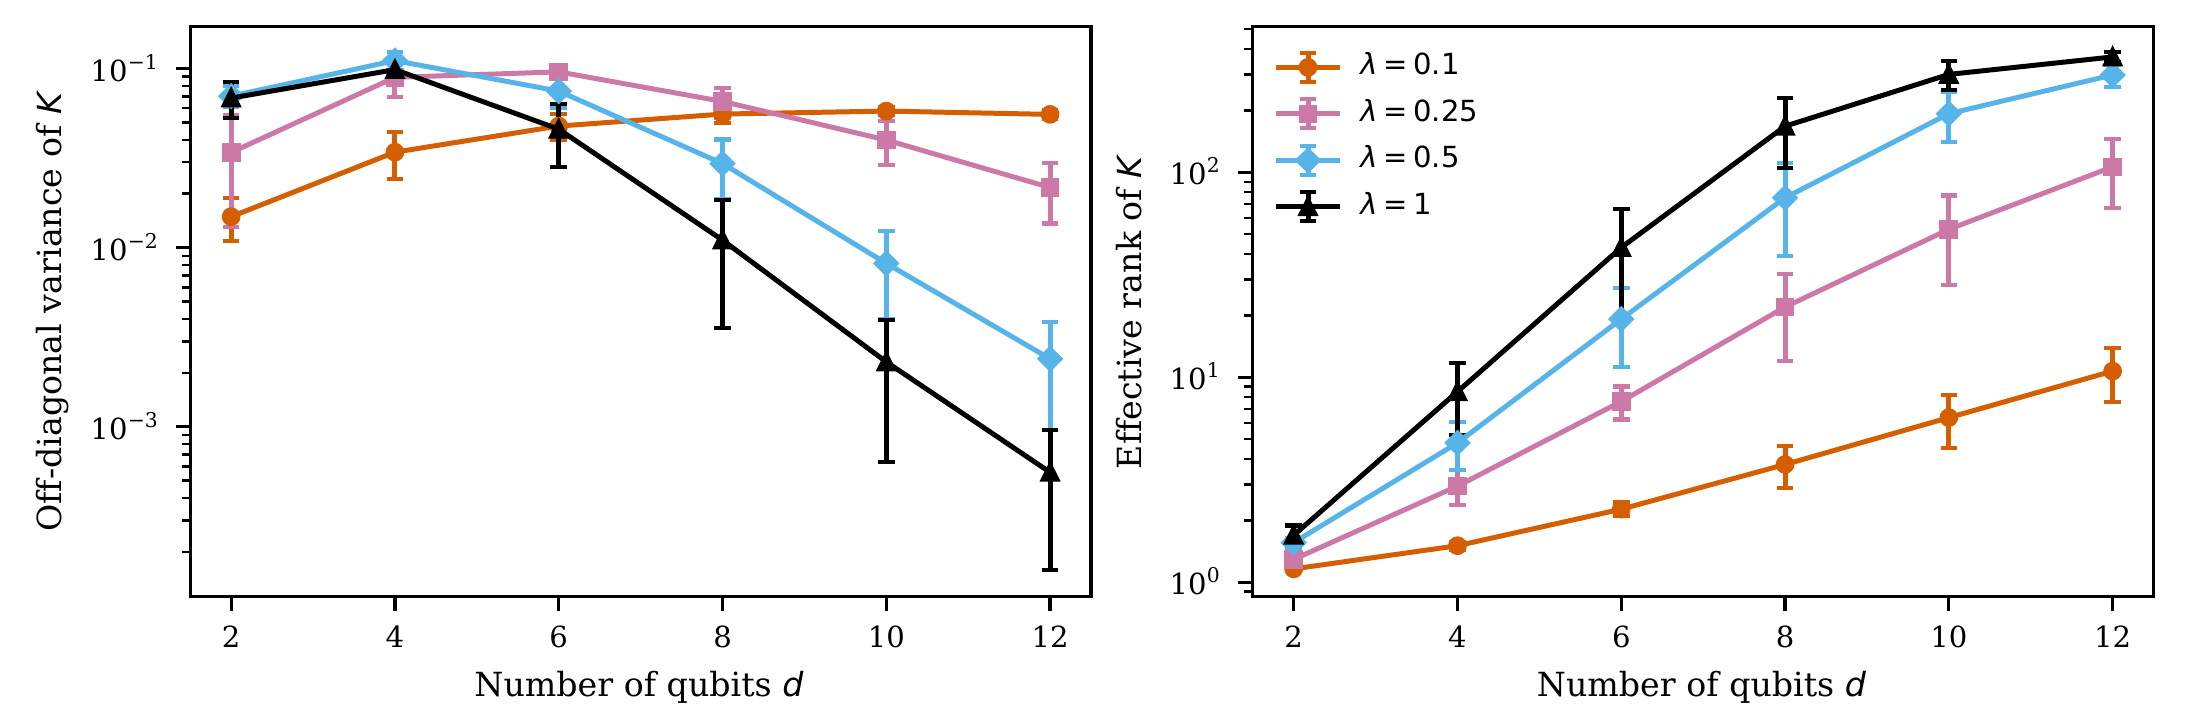 Off-diagonal variance of K
10⁻¹
10⁻²
10⁻³
2 4 6 8 10 12
Number of qubits d
Effective rank of K
10²
10¹
10⁰
λ = 0.1
λ = 0.25
λ = 0.5
λ = 1
2 4 6 8 10 12
Number of qubits d